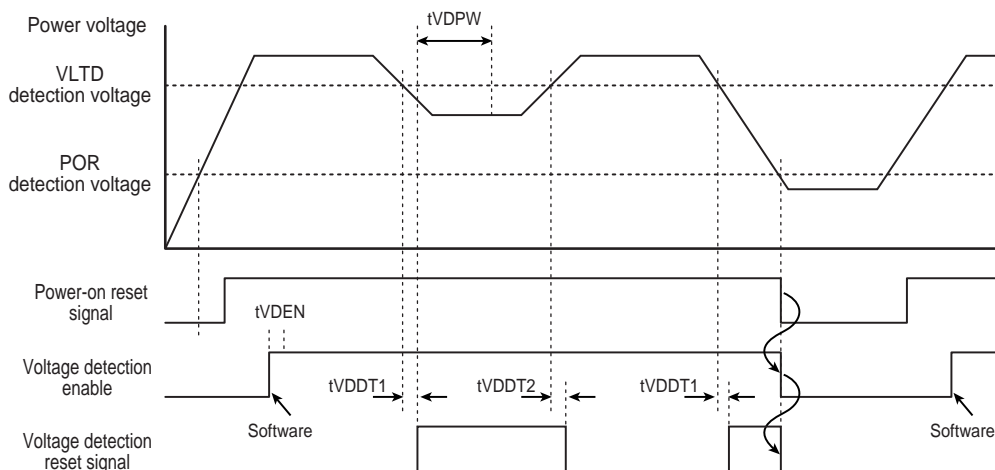 tVDPW
Power voltage
VLTD
detection voltage
POR
detection voltage
Power-on reset
signal
tVDEN
Voltage detection
enable
tVDDT1
tVDDT2
tVDDT1
Software
Software
Voltage detection
reset signal